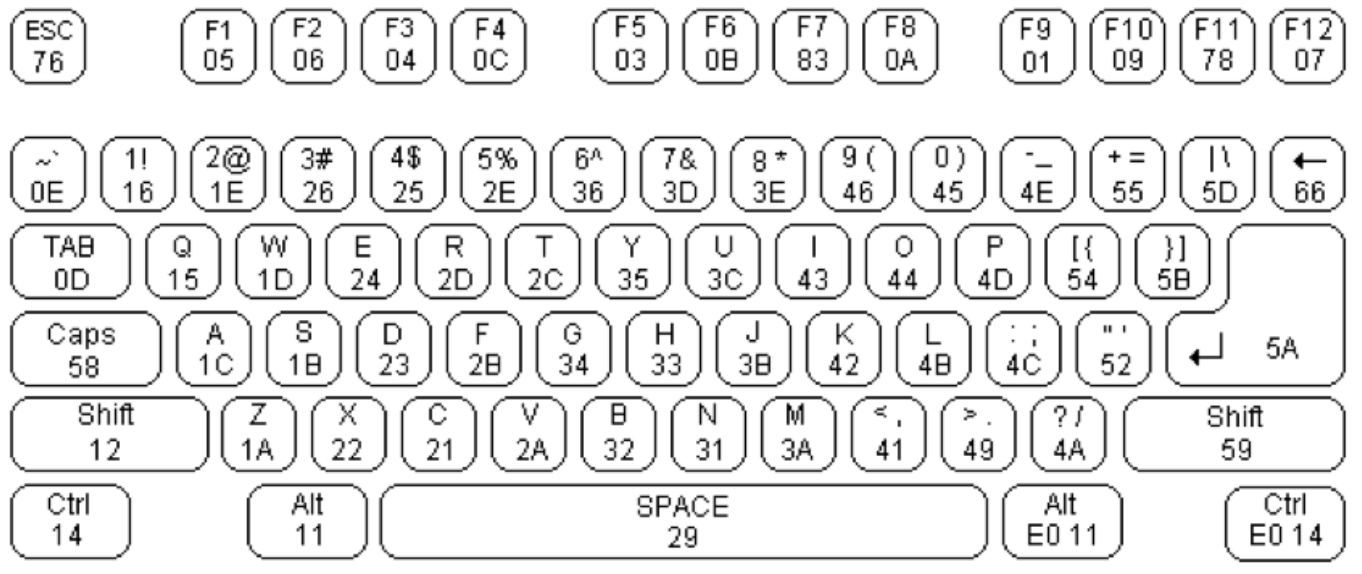 ESC F1 F2 F3 F4 F5 F6 F7 F8 F9 F10 F11 F12
76 05 06 04 0C 03 0B 83 0A 01 09 78 07
~` 1! 2@ 3# 4$ 5% 6^ 7& 8* 9( 0) -_ += |\ ←
0E 16 1E 26 25 2E 36 3D 3E 46 45 4E 55 5D 66
TAB Q W E R T Y U I O P [{ }]
0D 15 1D 24 2D 2C 35 3C 43 44 4D 54 5B
Caps A S D F G H J K L :; "' ↵
58 1C 1B 23 2B 34 33 3B 42 4B 4C 52 5A
Shift Z X C V B N M <, >. ?/ Shift
12 1A 22 21 2A 32 31 3A 41 49 4A 59
Ctrl Alt SPACE Alt Ctrl
14 11 29 E0 11 E0 14